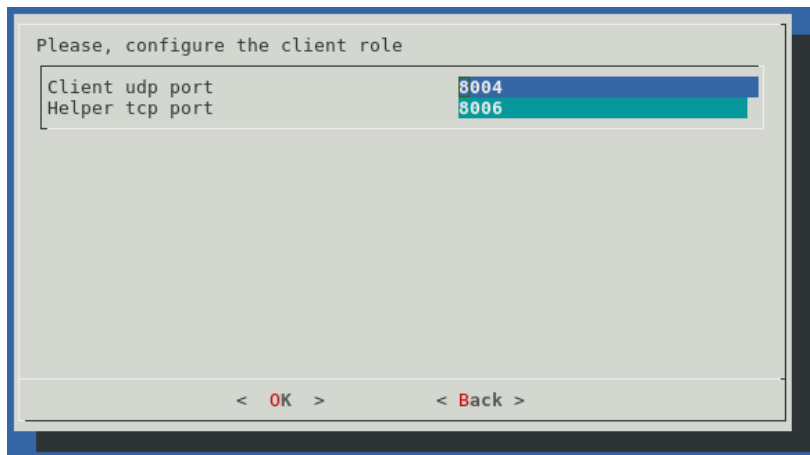 Please, configure the client role
Client udp port 8004
Helper tcp port 8006
< OK > < Back >